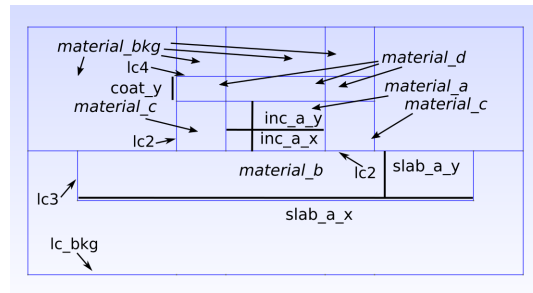 material_bkg
material_d
lc4
coat_y
material_a
material_c
material_c
inc_a_y
inc_a_x
lc2
material_b
lc2
slab_a_y
lc3
slab_a_x
lc_bkg